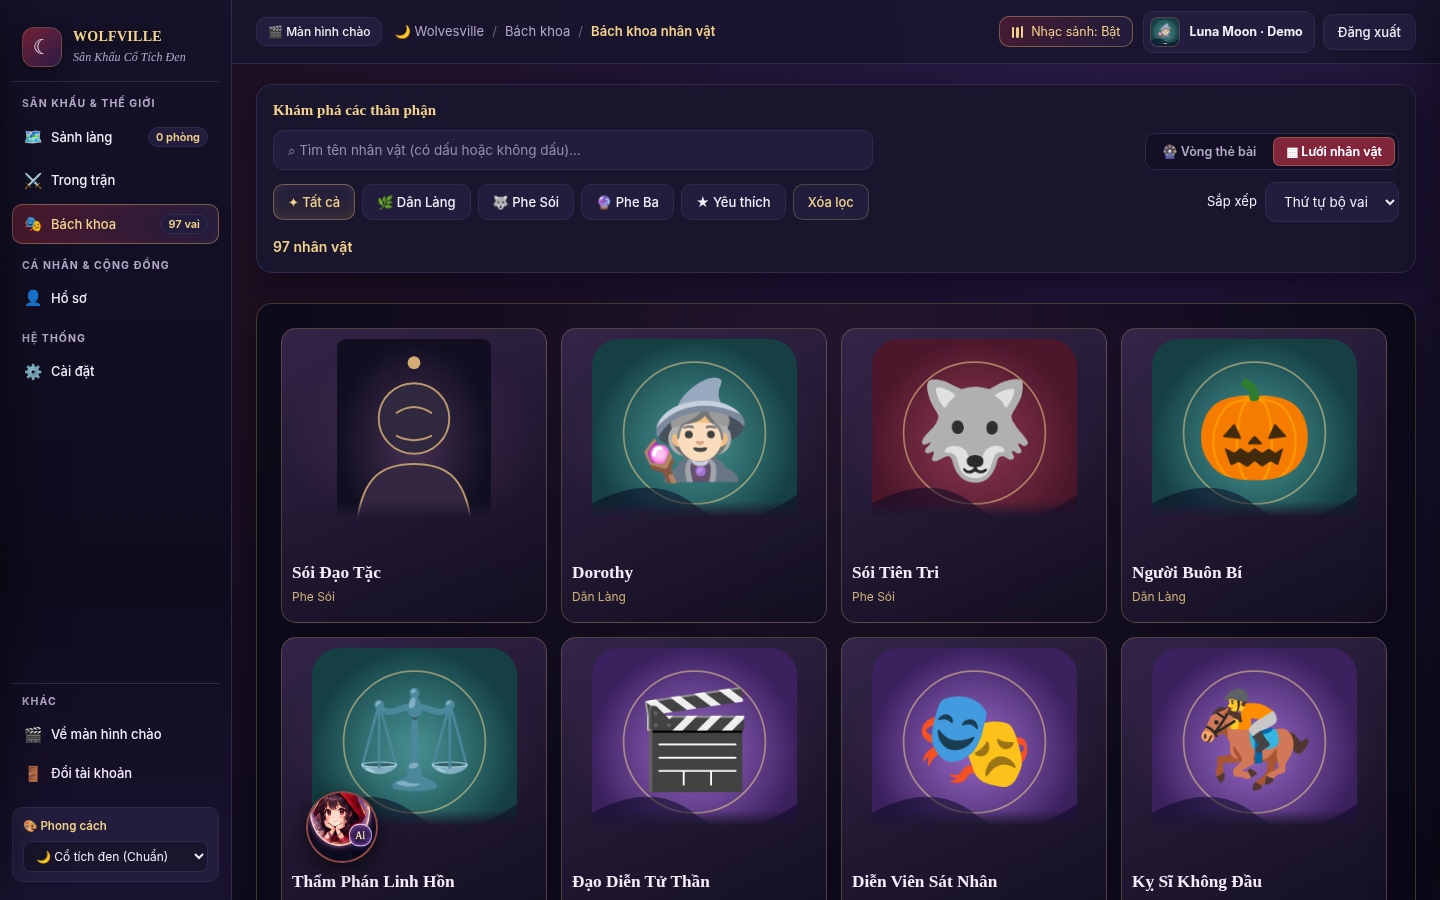 WOLFVILLE
Sân Khấu Cổ Tích Đen
SÂN KHẤU & THẾ GIỚI
Sảnh làng
0 phòng
Trong trận
Bách khoa
97 vai
CÁ NHÂN & CỘNG ĐỒNG
Hồ sơ
HỆ THỐNG
Cài đặt
KHÁC
Về màn hình chào
Đổi tài khoản
Phong cách
Cổ tích đen (Chuẩn)
Màn hình chào
Wolvesville / Bách khoa / Bách khoa nhân vật
Nhạc sảnh: Bật
Luna Moon · Demo
Đăng xuất
Khám phá các thân phận
Tìm tên nhân vật (có dấu hoặc không dấu)...
Vòng thẻ bài
Lưới nhân vật
Tất cả
Dân Làng
Phe Sói
Phe Ba
Yêu thích
Xóa lọc
Sắp xếp
Thứ tự bộ vai
97 nhân vật
Sói Đạo Tặc
Phe Sói
Dorothy
Dân Làng
Sói Tiên Tri
Phe Sói
Người Buôn Bí
Dân Làng
AI
Thẩm Phán Linh Hồn
Đạo Diễn Tử Thần
Diễn Viên Sát Nhân
Kỵ Sĩ Không Đầu